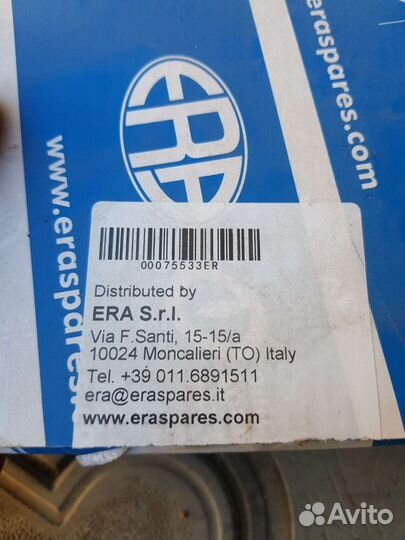 ERA
www.eraspares.com
www.eraspares.
00075533ER
Distributed by
ERA S.r.l.
Via F.Santi, 15-15/a
10024 Moncalieri (TO) Italy
Tel. +39 011.6891511
era@eraspares.it
www.eraspares.com
Avito